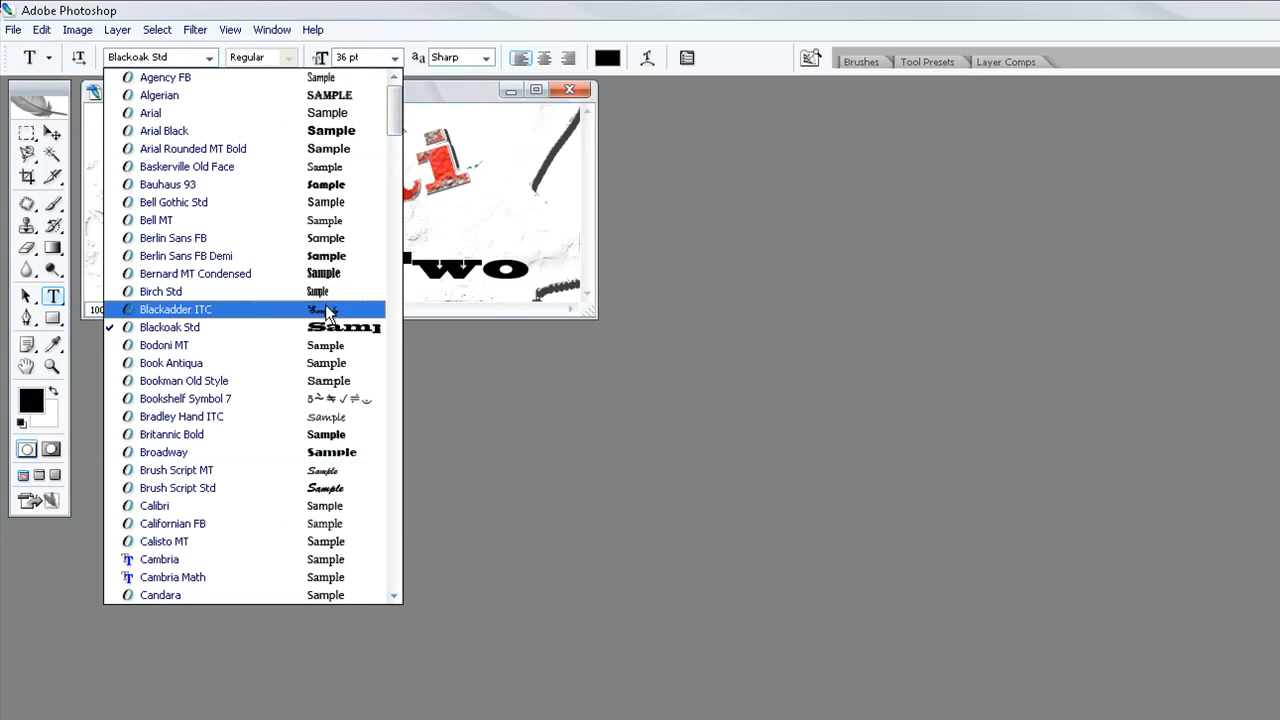 Adobe Photoshop
File Edit Image Layer Select Filter View Window Help
T T Blackoak Std Regular T 36 pt aa Sharp Brushes Tool Presets Layer Comps
Agency FB Sample
Algerian SAMPLE
Arial Sample
Arial Black Sample
Arial Rounded MT Bold Sample
Baskerville Old Face Sample
Bauhaus 93 Sample
Bell Gothic Std Sample
Bell MT Sample
Berlin Sans FB Sample
Berlin Sans FB Demi Sample
Bernard MT Condensed Sample
Birch Std Sample
Blackadder ITC
Blackoak Std Samp
Bodoni MT Sample
Book Antiqua Sample
Bookman Old Style Sample
Bookshelf Symbol 7
Bradley Hand ITC Sample
Britannic Bold Sample
Broadway Sample
Brush Script MT Sample
Brush Script Std Sample
Calibri Sample
Californian FB Sample
Calisto MT Sample
Cambria Sample
Cambria Math Sample
Candara Sample
i
wo
100